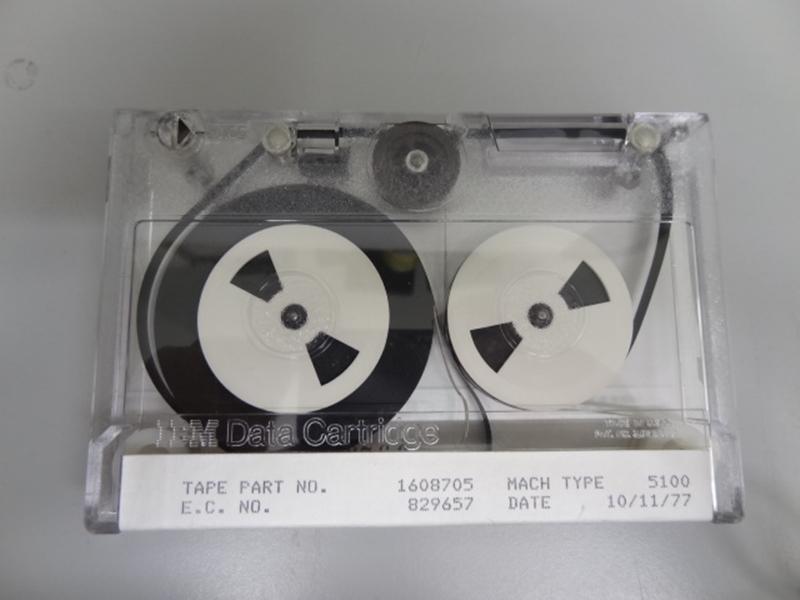 IBM Data Cartridge
TAPE PART NO. 1608705 MACH TYPE 5100
E.C. NO. 829657 DATE 10/11/77